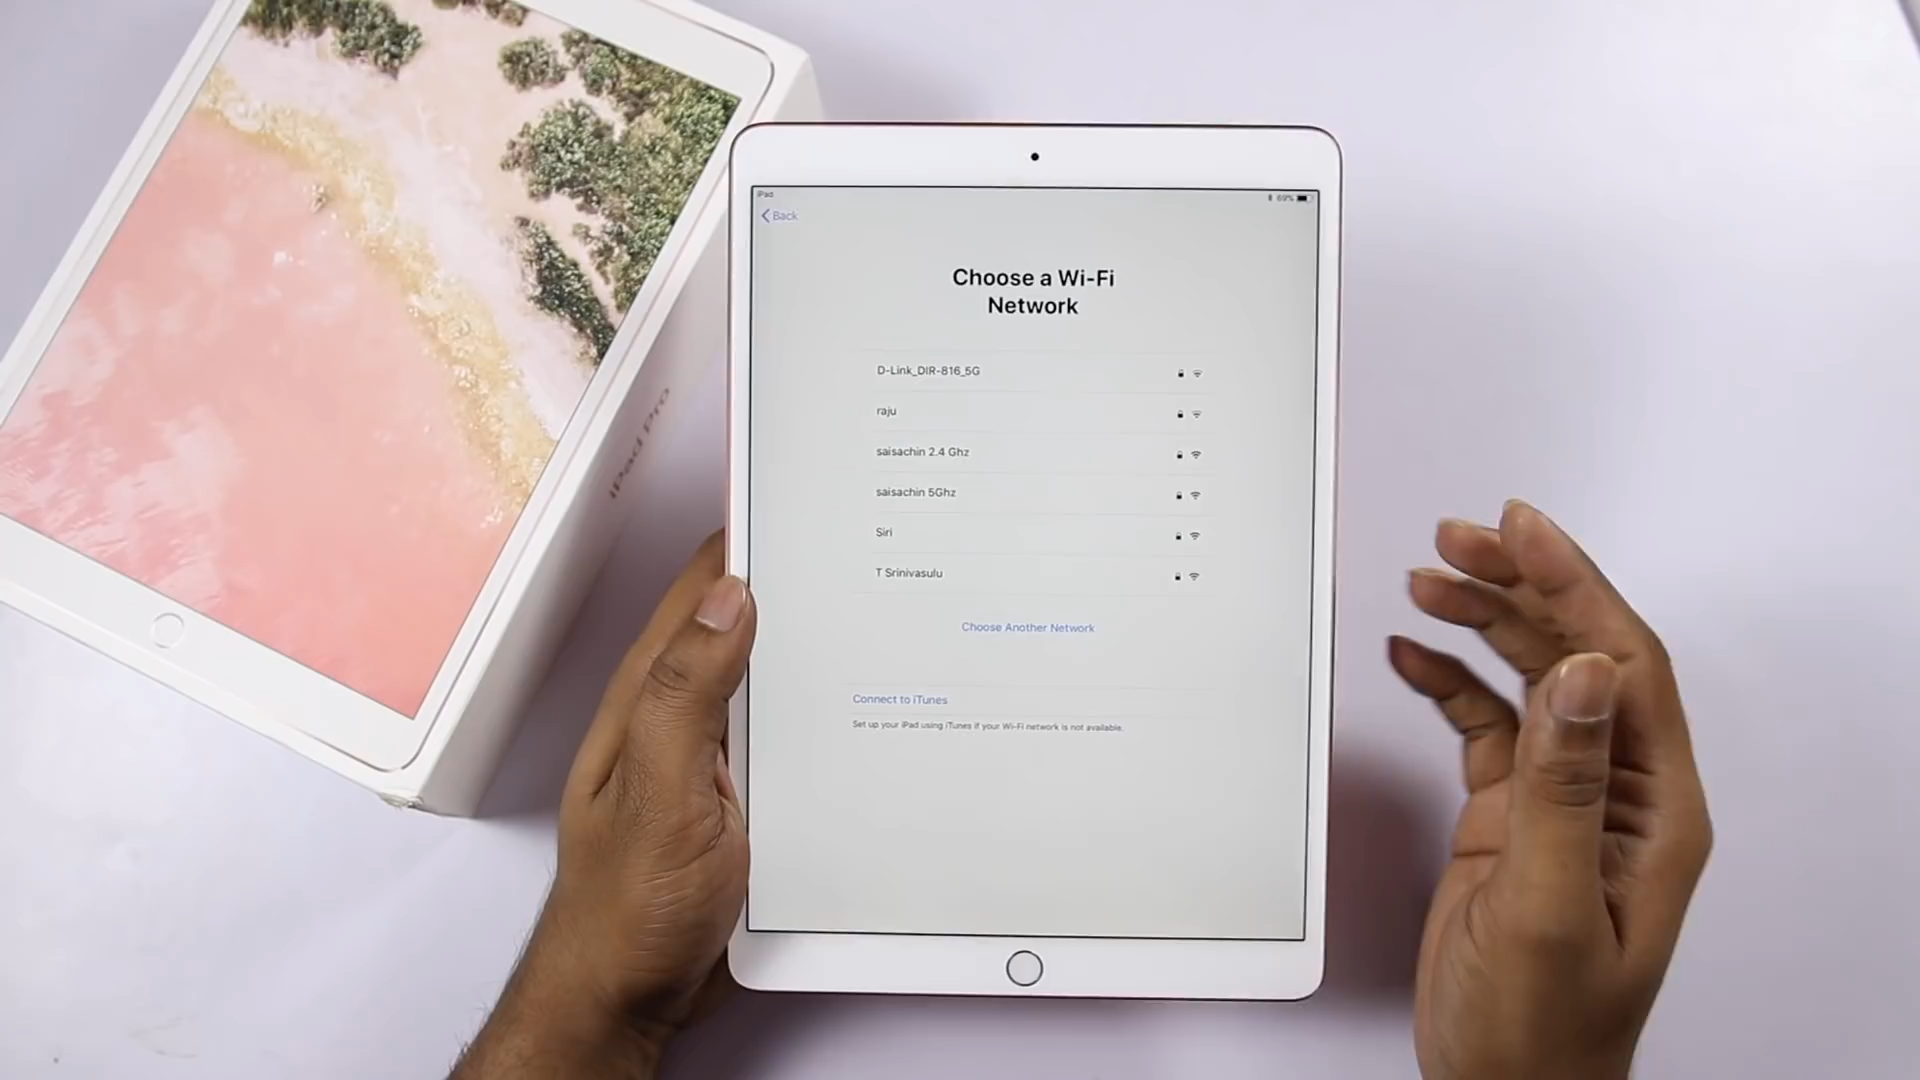 iPad Pro
iPad
69%
Back
Choose a Wi-Fi
Network
D-Link_DIR-816_5G
raju
saisachin 2.4 Ghz
saisachin 5Ghz
Siri
T Srinivasulu
Choose Another Network
Connect to iTunes
Set up your iPad using iTunes if your Wi-Fi network is not available.